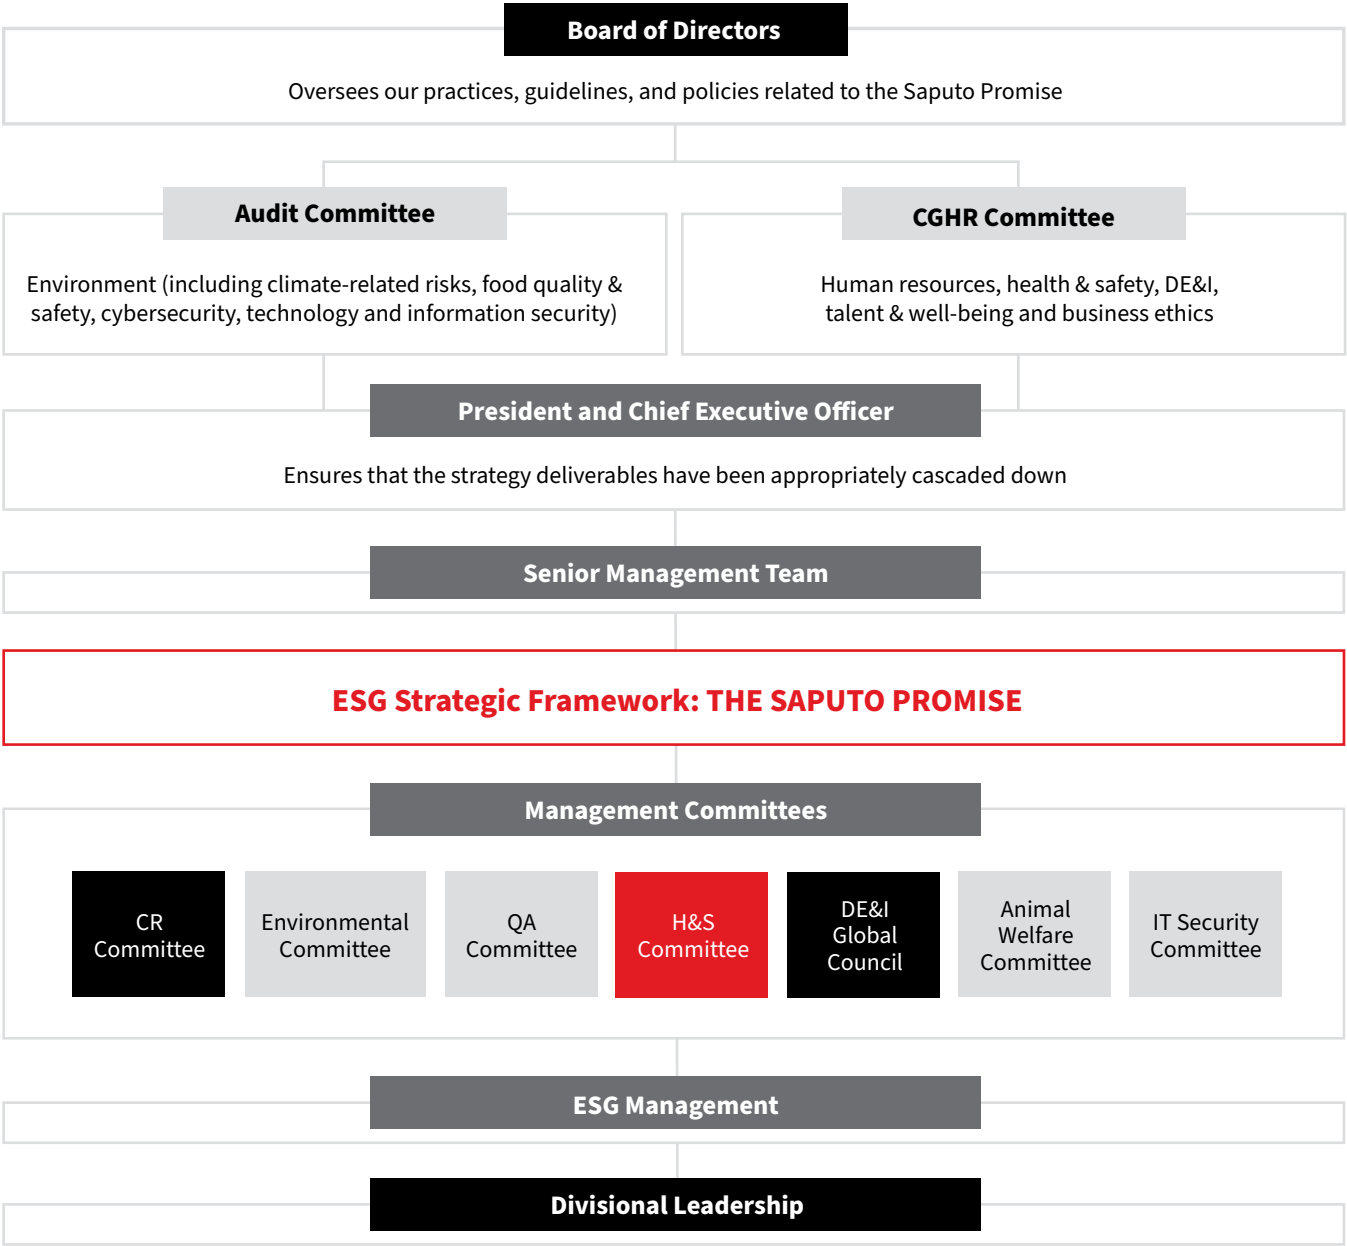 Board of Directors
Oversees our practices, guidelines, and policies related to the Saputo Promise
Audit Committee
Environment (including climate-related risks, food quality &
safety, cybersecurity, technology and information security)
CGHR Committee
Human resources, health & safety, DE&I,
talent & well-being and business ethics
President and Chief Executive Officer
Ensures that the strategy deliverables have been appropriately cascaded down
Senior Management Team
ESG Strategic Framework: THE SAPUTO PROMISE
Management Committees
CR
Committee
Environmental
Committee
QA
Committee
H&S
Committee
DE&I
Global
Council
Animal
Welfare
Committee
IT Security
Committee
ESG Management
Divisional Leadership